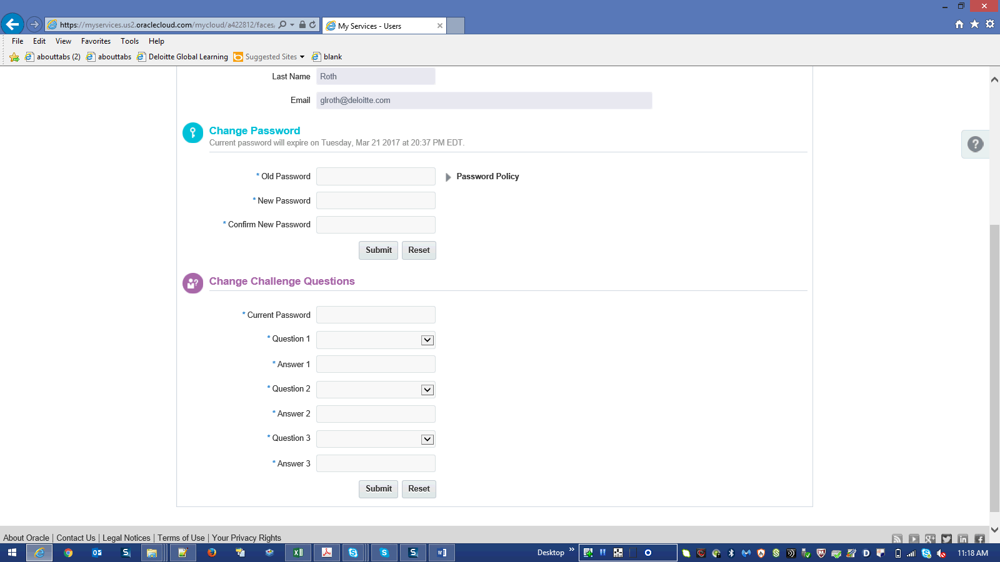 https://myservices.us2.oraclecloud.com/mycloud/a422812/faces,
My Services - Users
File Edit View Favorites Tools Help
abouttabs (2) abouttabs Deloitte Global Learning Suggested Sites blank
Last Name Roth
Email glroth@deloitte.com
Change Password
Current password will expire on Tuesday, Mar 21 2017 at 20:37 PM EDT.
* Old Password Password Policy
* New Password
* Confirm New Password
Submit Reset
Change Challenge Questions
* Current Password
* Question 1
* Answer 1
* Question 2
* Answer 2
* Question 3
* Answer 3
Submit Reset
About Oracle | Contact Us | Legal Notices | Terms of Use | Your Privacy Rights
Desktop »
11:18 AM